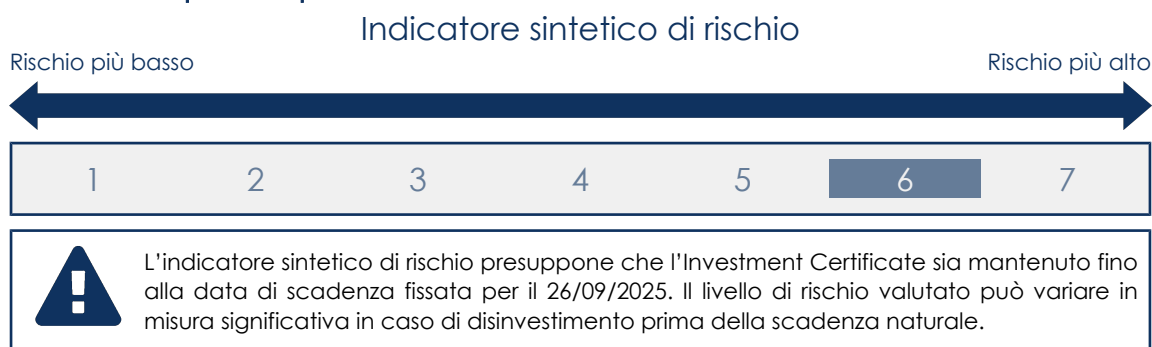 Indicatore sintetico di rischio
Rischio più basso
Rischio più alto
1 2 3 4 5 6 7
L'indicatore sintetico di rischio presuppone che l'Investment Certificate sia mantenuto fino
alla data di scadenza fissata per il 26/09/2025. Il livello di rischio valutato può variare in
misura significativa in caso di disinvestimento prima della scadenza naturale.